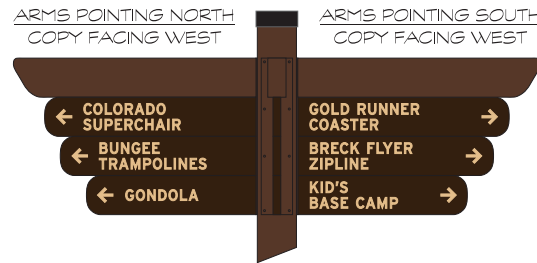 ARMS POINTING NORTH
COPY FACING WEST
ARMS POINTING SOUTH
COPY FACING WEST
COLORADO
SUPERCHAIR
BUNGEE
TRAMPOLINES
GONDOLA
GOLD RUNNER
COASTER
BRECK FLYER
ZIPLINE
KID'S
BASE CAMP